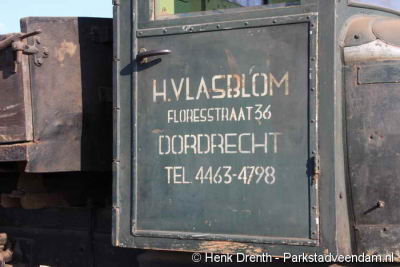 H. VLASBLOM
FLORESSTRAAT 36
DORDRECHT
TEL. 4463-4798
© Henk Drenth - Parkstadveendam.nl